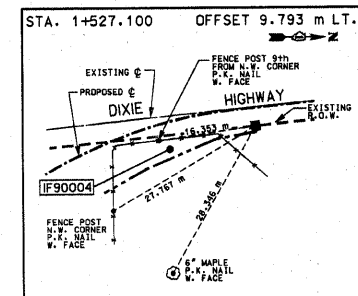 STA. 1+527.100 OFFSET 9.793 m LT.
Z
FENCE POST 9th
FROM N.W. CORNER
P.K. NAIL
W. FACE
EXISTING ℄
PROPOSED ℄
DIXIE HIGHWAY
EXISTING
R.O.W.
16.353 m
IF90004
27.767 m
20.346 m
FENCE POST
N.W. CORNER
P.K. NAIL
W. FACE
6" MAPLE
P.K. NAIL
W. FACE